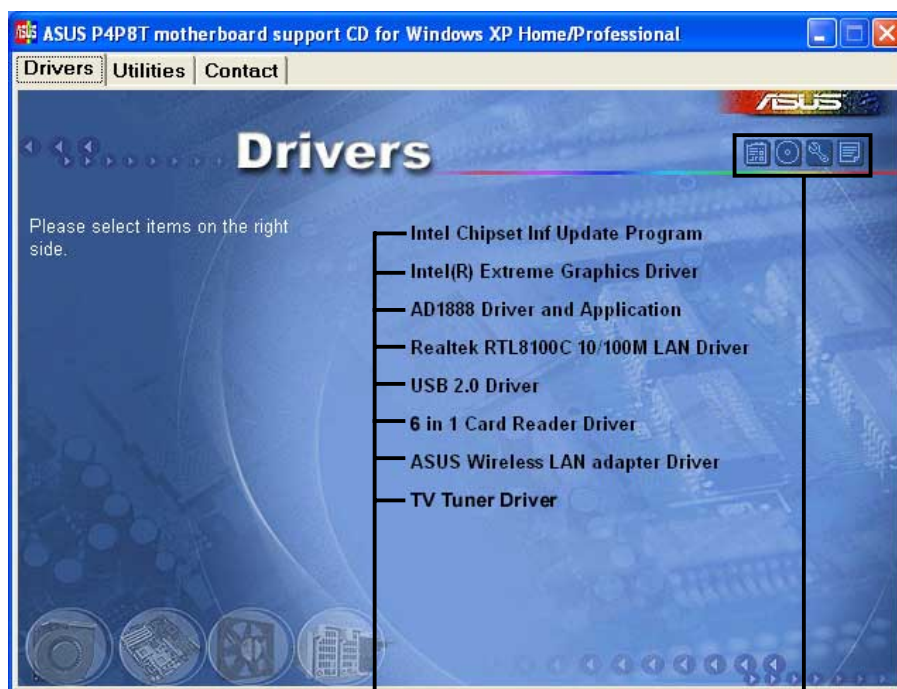 ASUS P4P8T motherboard support CD for Windows XP Home/Professional
Drivers Utilities Contact
ASUS
Drivers
Please select items on the right
side.
Intel Chipset Inf Update Program
Intel(R) Extreme Graphics Driver
AD1888 Driver and Application
Realtek RTL8100C 10/100M LAN Driver
USB 2.0 Driver
6 in 1 Card Reader Driver
ASUS Wireless LAN adapter Driver
TV Tuner Driver